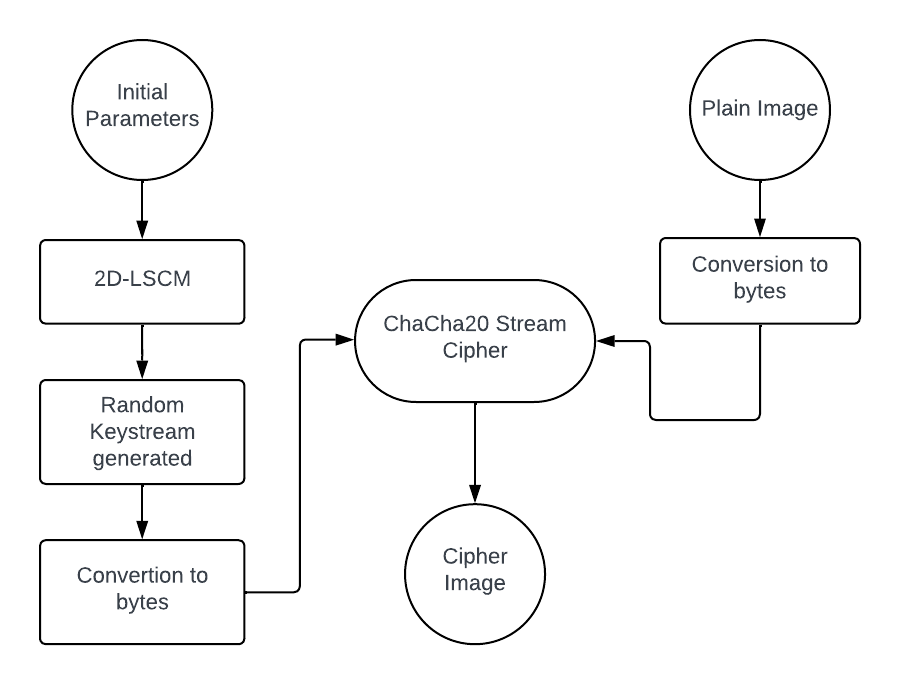 Initial
Parameters
Plain Image
2D-LSCM
Conversion to
bytes
ChaCha20 Stream
Cipher
Random
Keystream
generated
Convertion to
bytes
Cipher
Image